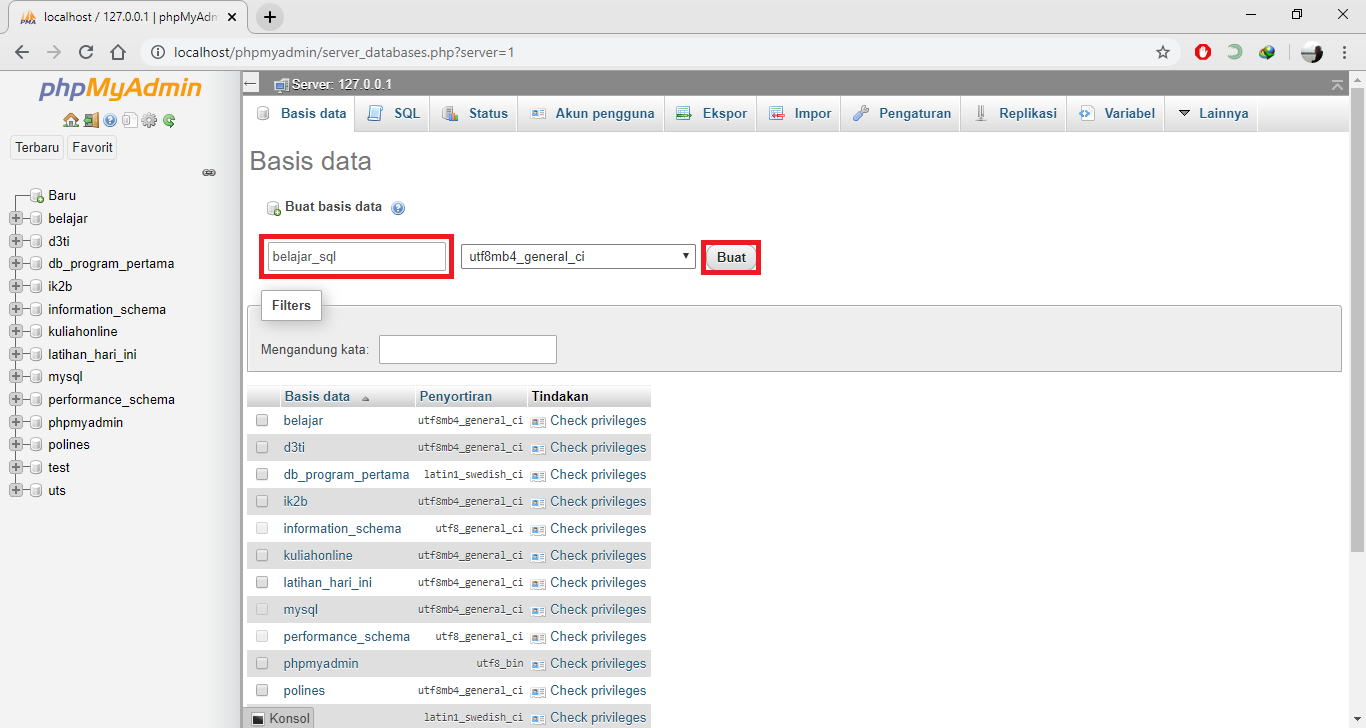 localhost / 127.0.0.1 | phpMyAdm
localhost/phpmyadmin/server_databases.php?server=1
phpMyAdmin
Terbaru Favorit
Baru
belajar
d3ti
db_program_pertama
ik2b
information_schema
kuliahonline
latihan_hari_ini
mysql
performance_schema
phpmyadmin
polines
test
uts
Server: 127.0.0.1
Basis data SQL Status Akun pengguna Ekspor Impor Pengaturan Replikasi Variabel Lainnya
Basis data
Buat basis data
belajar_sql utf8mb4_general_ci Buat
Filters
Mengandung kata:
Basis data Penyortiran Tindakan
belajar utf8mb4_general_ci Check privileges
d3ti utf8mb4_general_ci Check privileges
db_program_pertama latin1_swedish_ci Check privileges
ik2b utf8mb4_general_ci Check privileges
information_schema utf8_general_ci Check privileges
kuliahonline utf8mb4_general_ci Check privileges
latihan_hari_ini utf8mb4_general_ci Check privileges
mysql utf8mb4_general_ci Check privileges
performance_schema utf8_general_ci Check privileges
phpmyadmin utf8_bin Check privileges
polines utf8mb4_general_ci Check privileges
latin1_swedish_ci Check privileges
Konsol